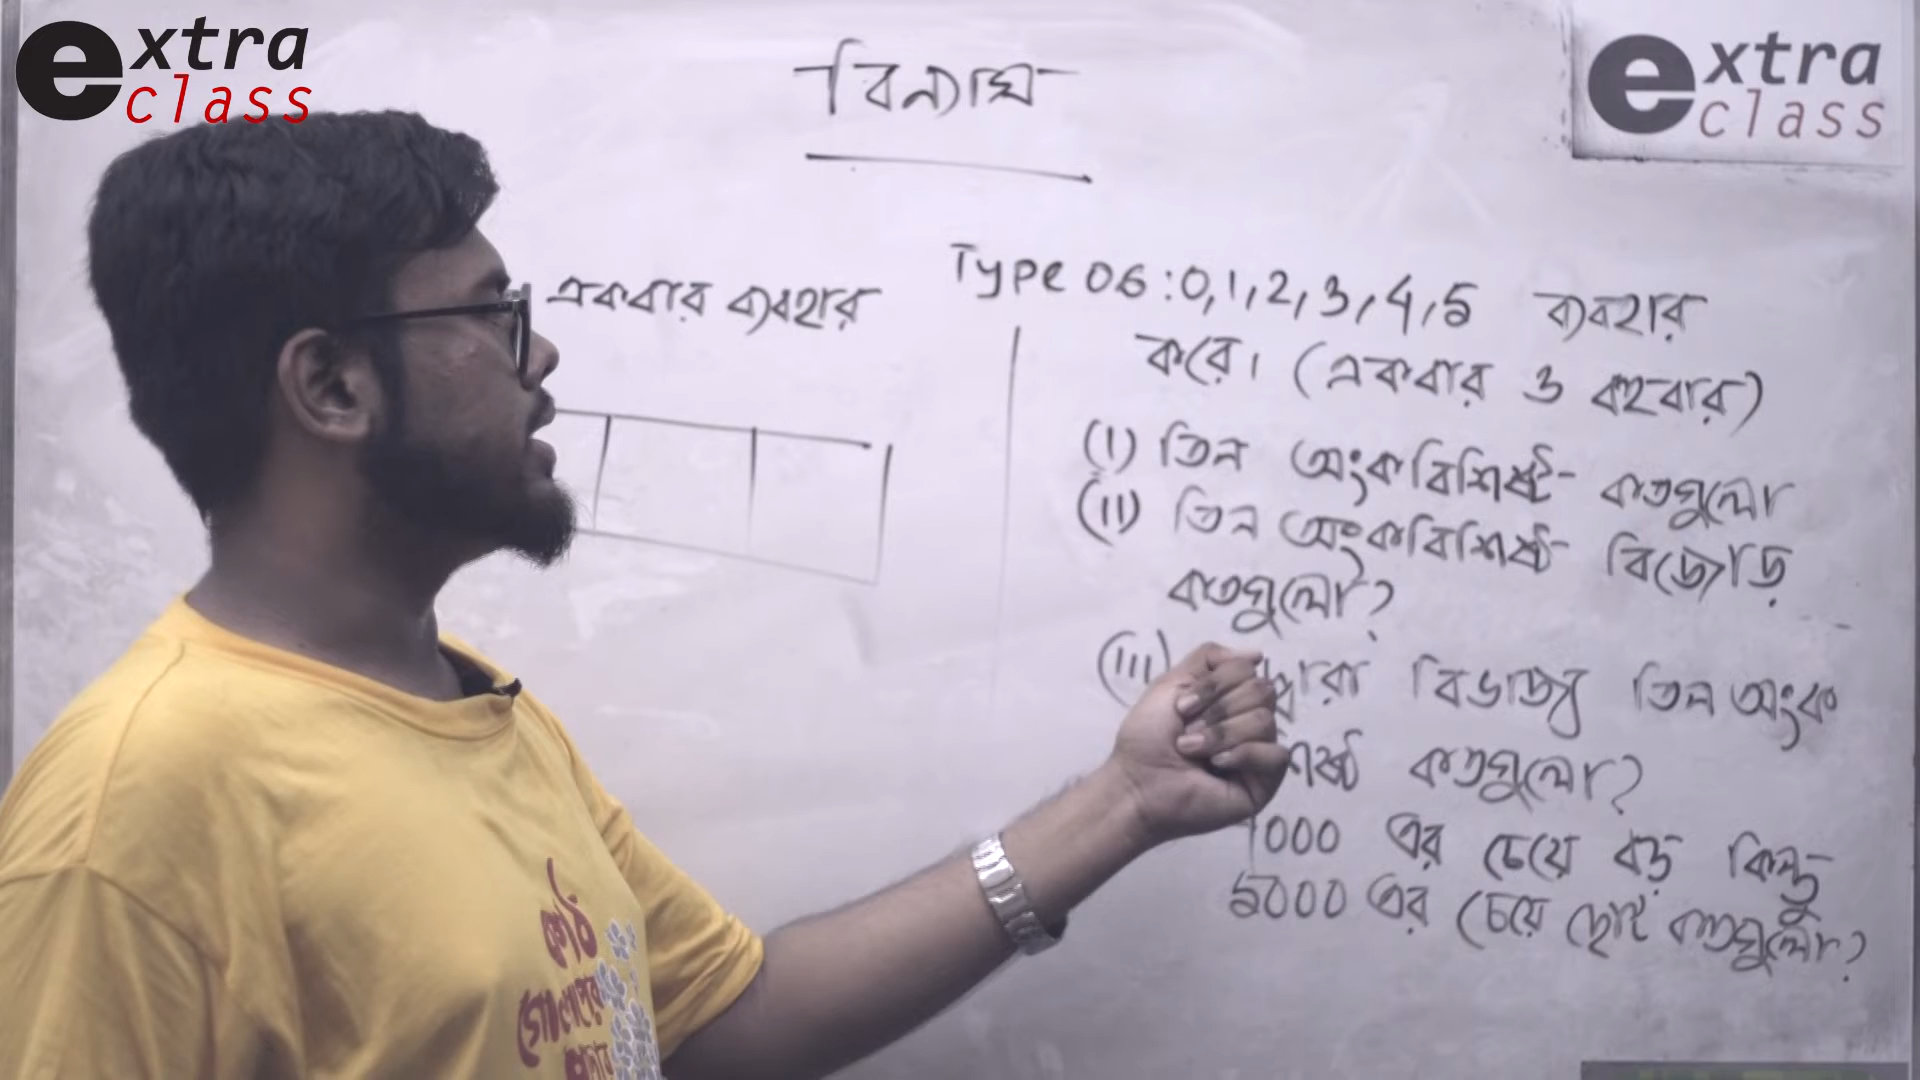 extra
class
extra
class
বিন্যাস
একবার ব্যবহার
Type 06:0,1,2,3,4,5 ব্যবহার
করে। (একবার ও বহুবার)
(I) তিন অংকবিশিষ্ট কতগুলো
(II) তিন অংকবিশিষ্ট বিজোড়
কতগুলো?
(III) দ্বারা বিভাজ্য তিন অংক
কতগুলো?
1000 এর চেয়ে বড় কিন্তু
5000 এর চেয়ে ছোট কতগুলো?